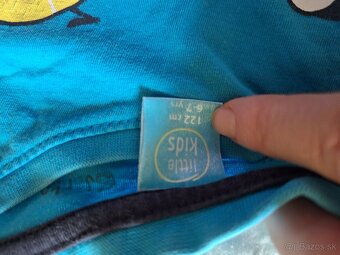 little
kids
122 cm
6-7 yrs
Bazos.sk